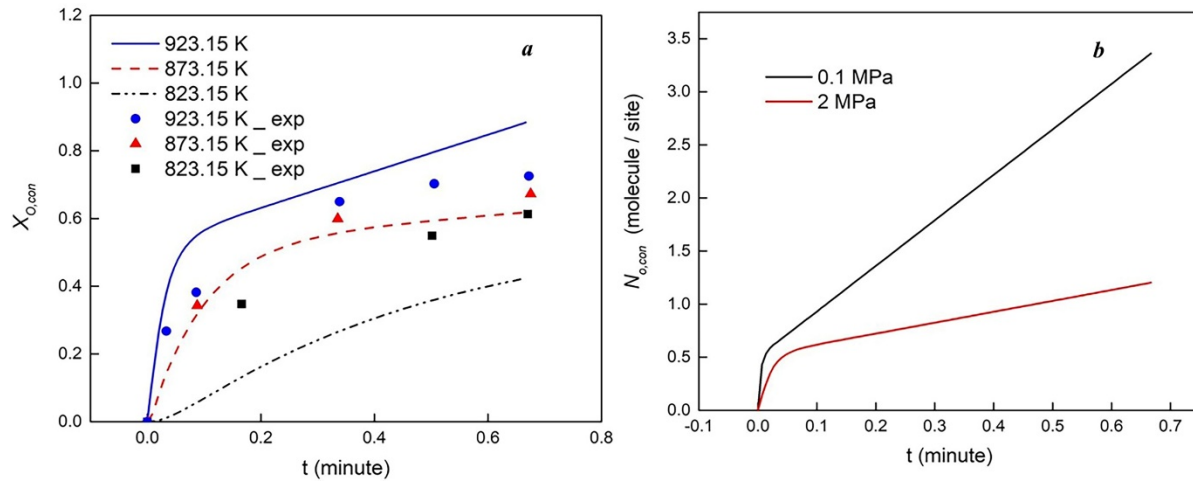 1.2
1.0
0.8
0.6
0.4
0.2
0.0
X_{O,con}
923.15 K
873.15 K
823.15 K
923.15 K _ exp
873.15 K _ exp
823.15 K _ exp
a
0.0
0.2
0.4
0.6
0.8
t (minute)
3.5
3.0
2.5
2.0
1.5
1.0
0.5
0.0
N_{o,con} (molecule / site)
0.1 MPa
2 MPa
b
-0.1
0.0
0.1
0.2
0.3
0.4
0.5
0.6
0.7
t (minute)